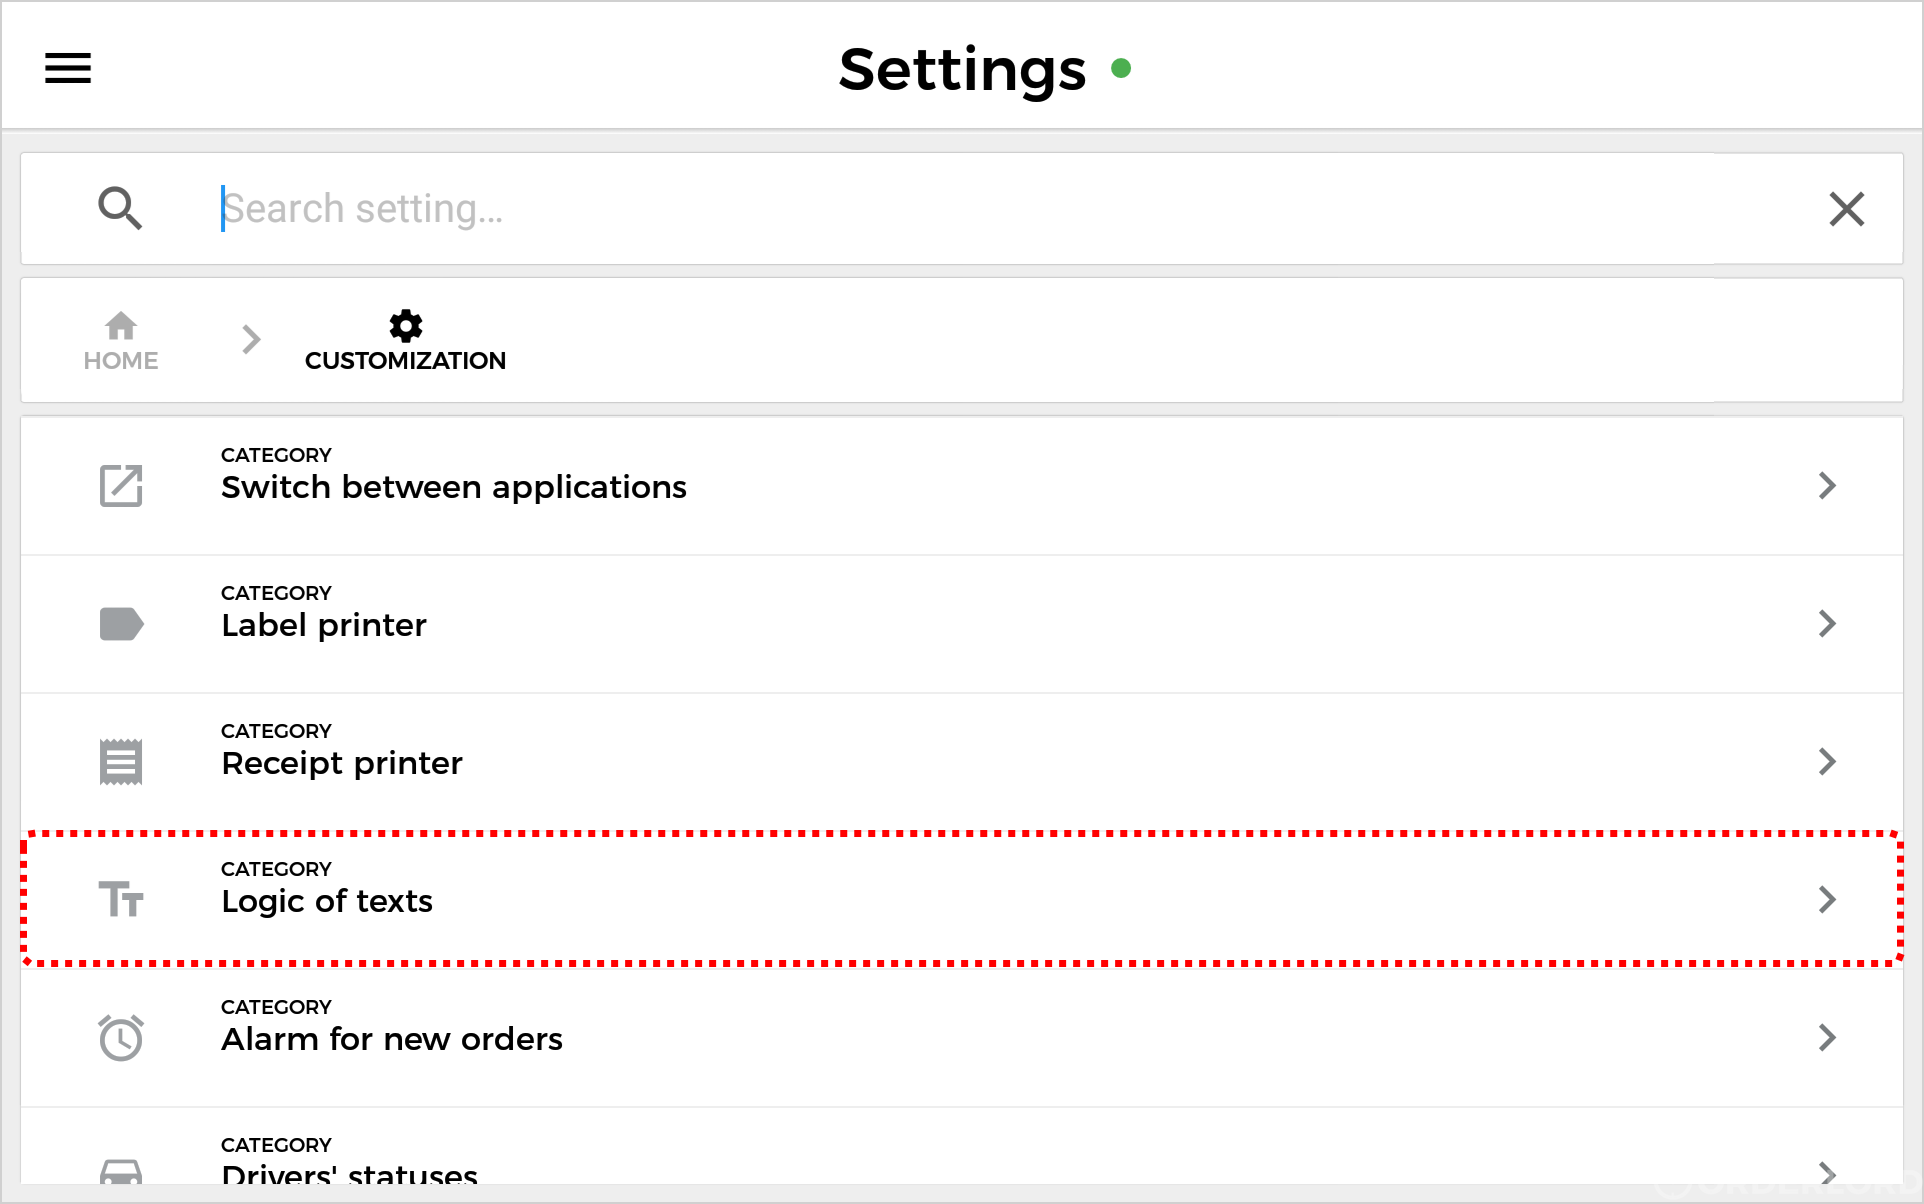 Settings
Search setting...
HOME
CUSTOMIZATION
CATEGORY
Switch between applications
CATEGORY
Label printer
CATEGORY
Receipt printer
CATEGORY
Logic of texts
CATEGORY
Alarm for new orders
CATEGORY
Drivers' statuses